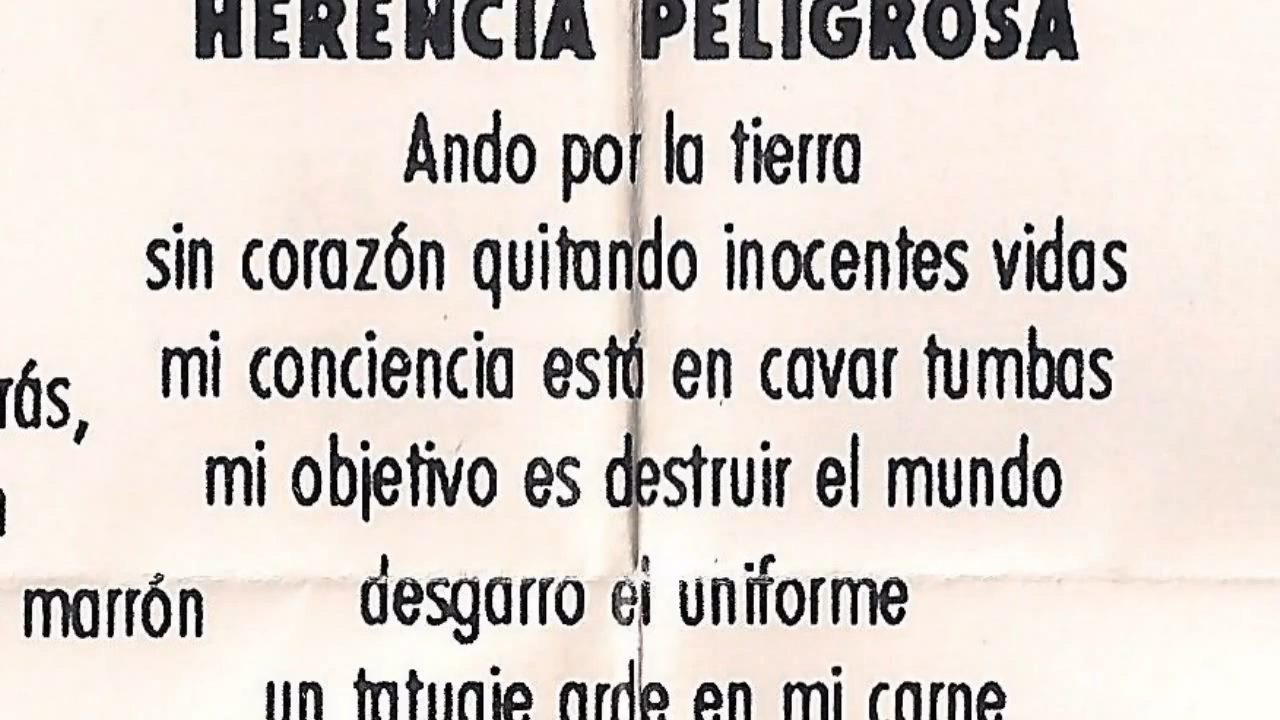 HERENCIA PELIGROSA
Ando por la tierra
sin corazón quitando inocentes vidas
mi conciencia está en cavar tumbas
rás,
mi objetivo es destruir el mundo
desgarro el uniforme
marrón
un tatuaje arde en mi carne